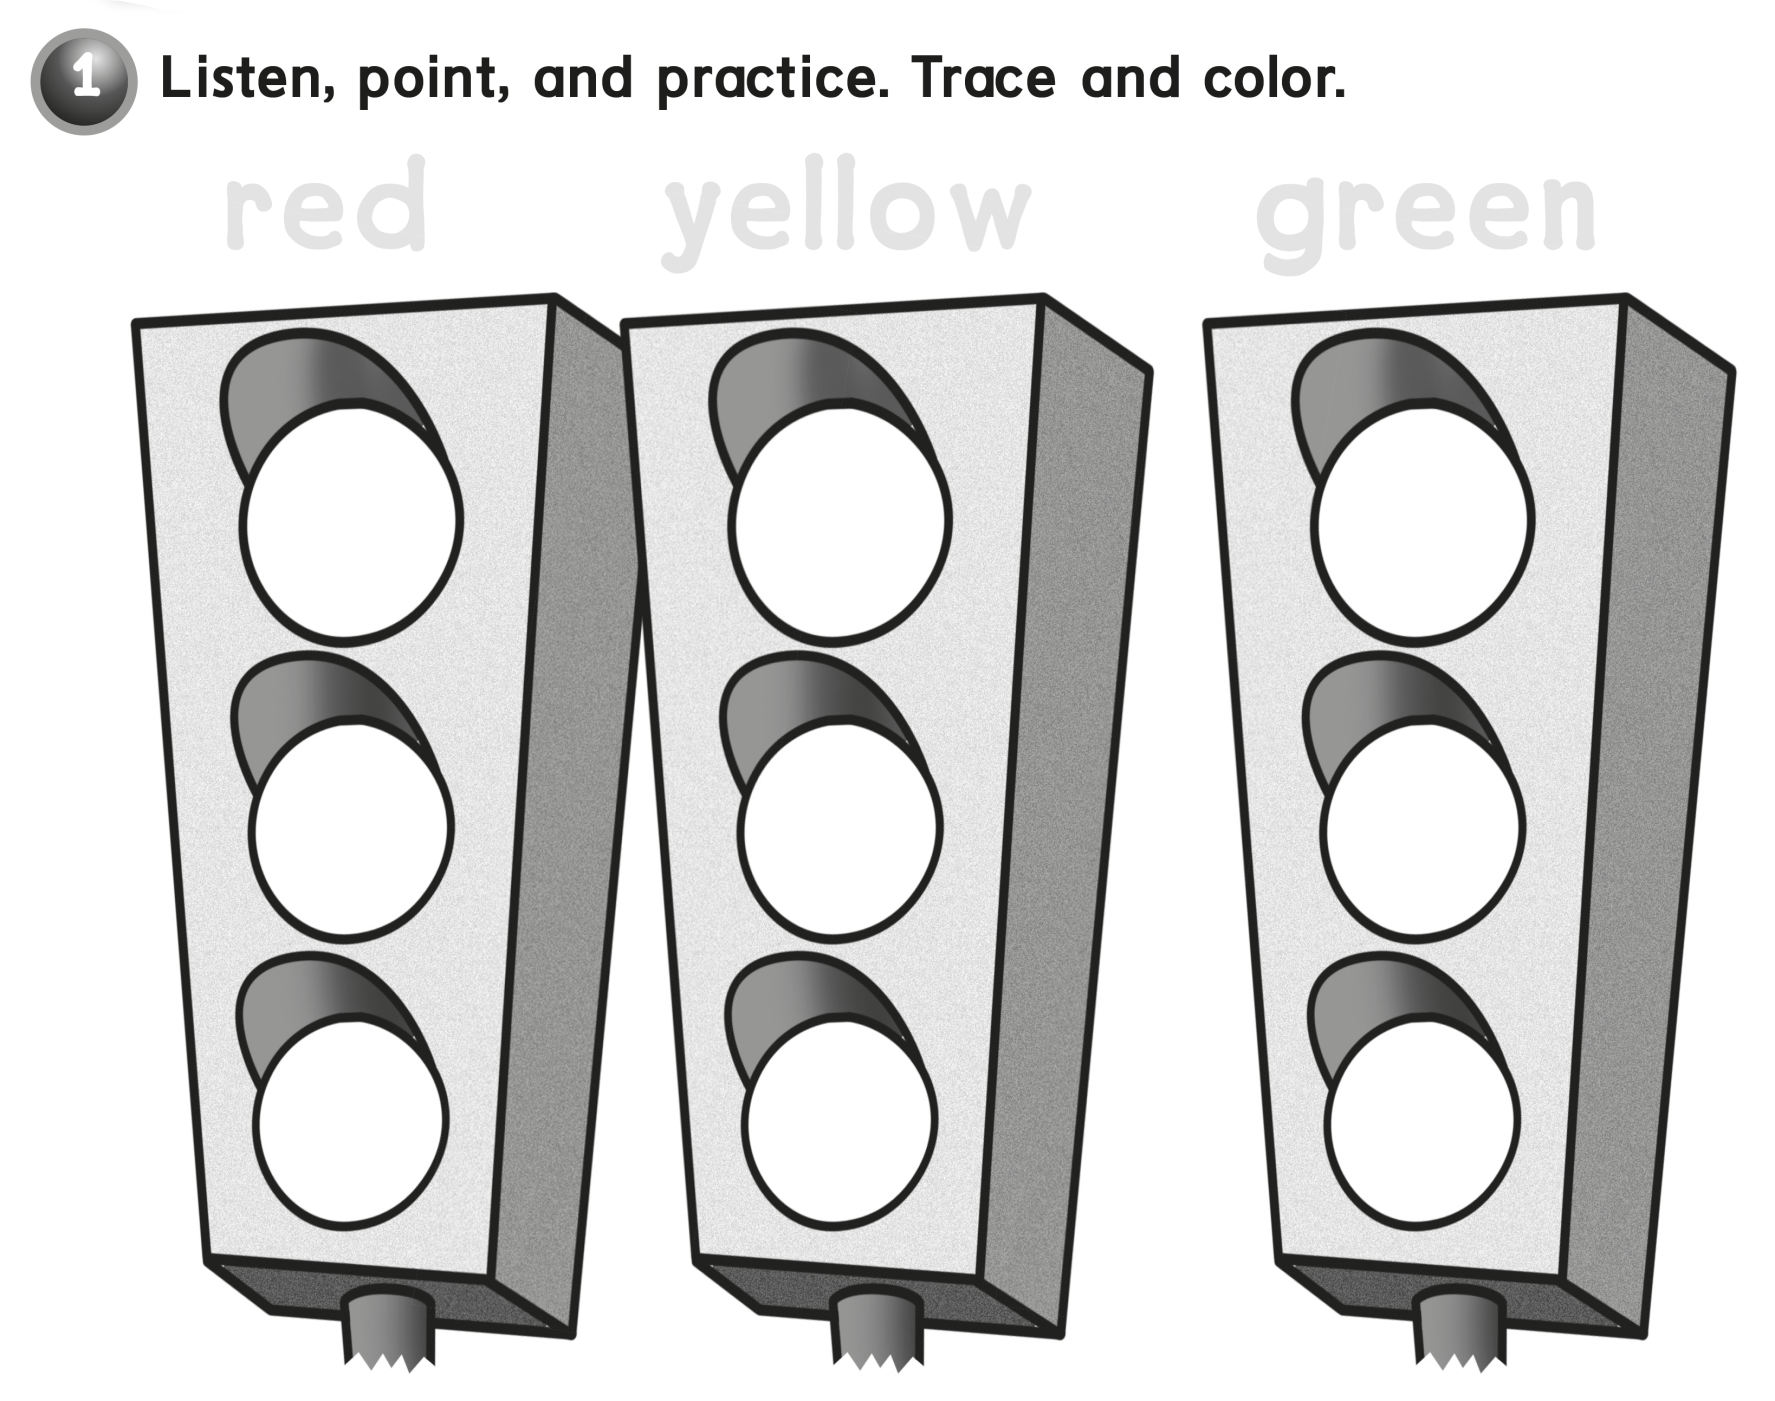 1 Listen, point, and practice. Trace and color.
red yellow green